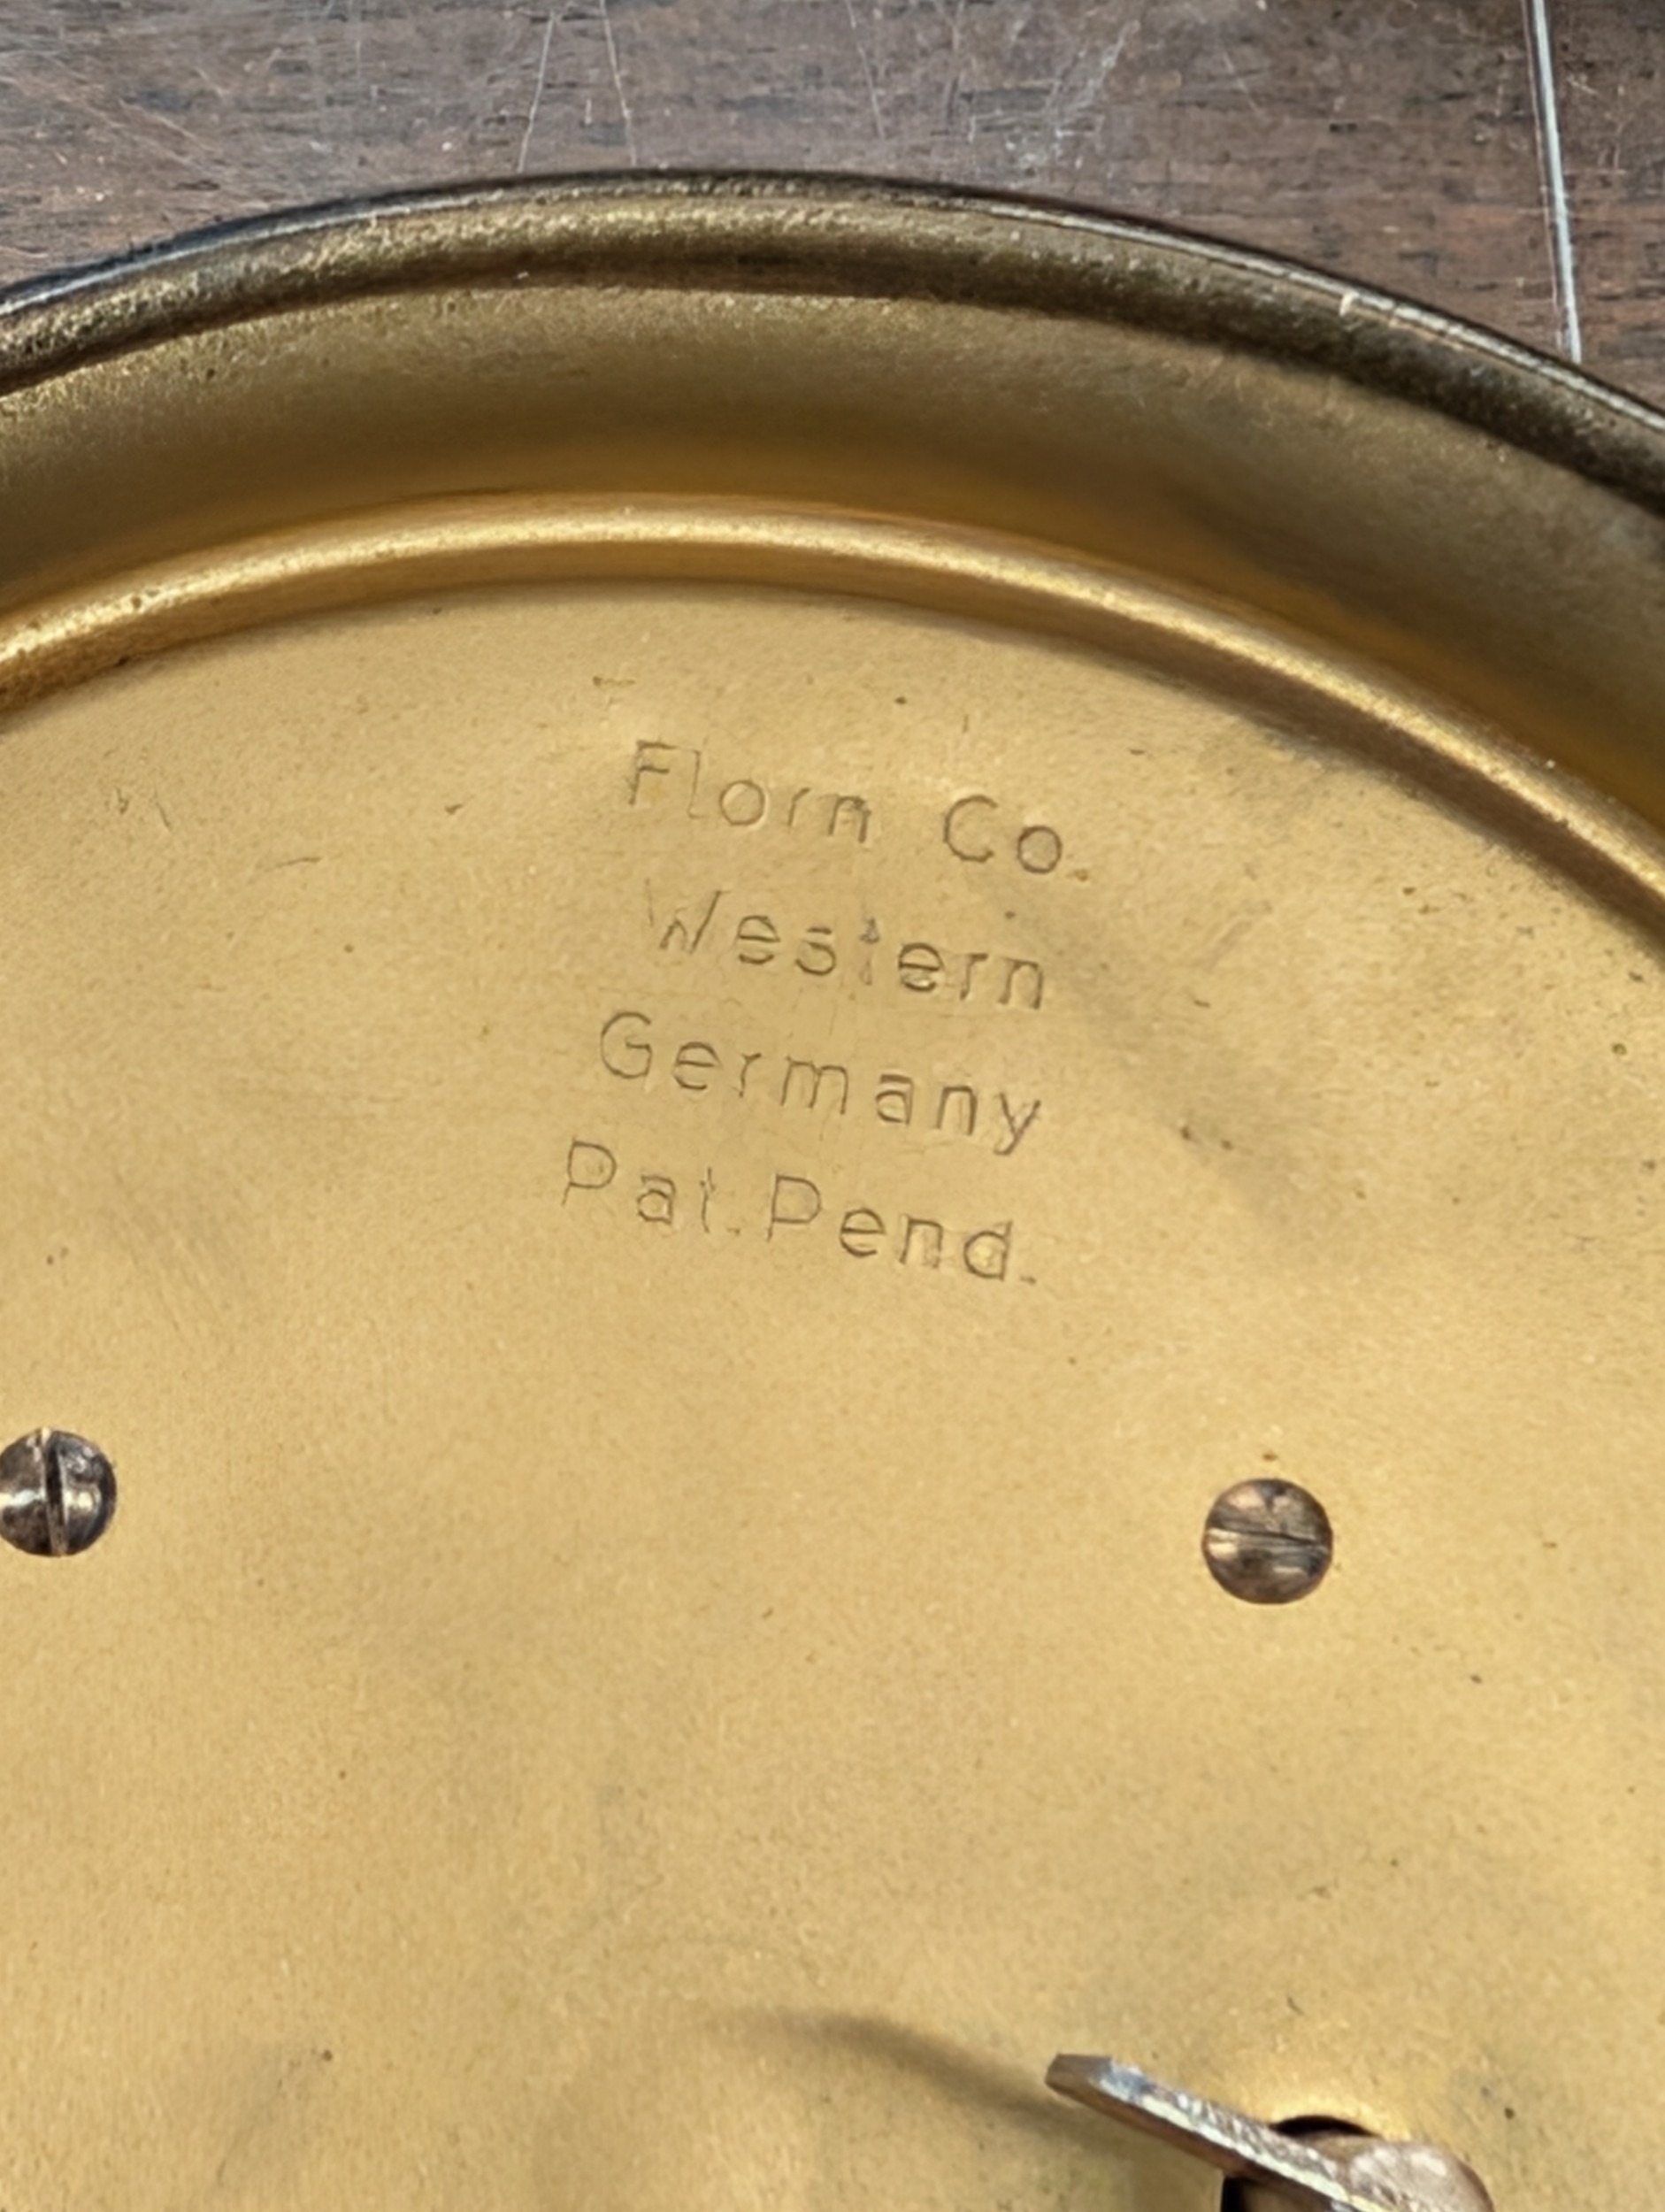 Florn Co.
Western
Germany
Pat. Pend.